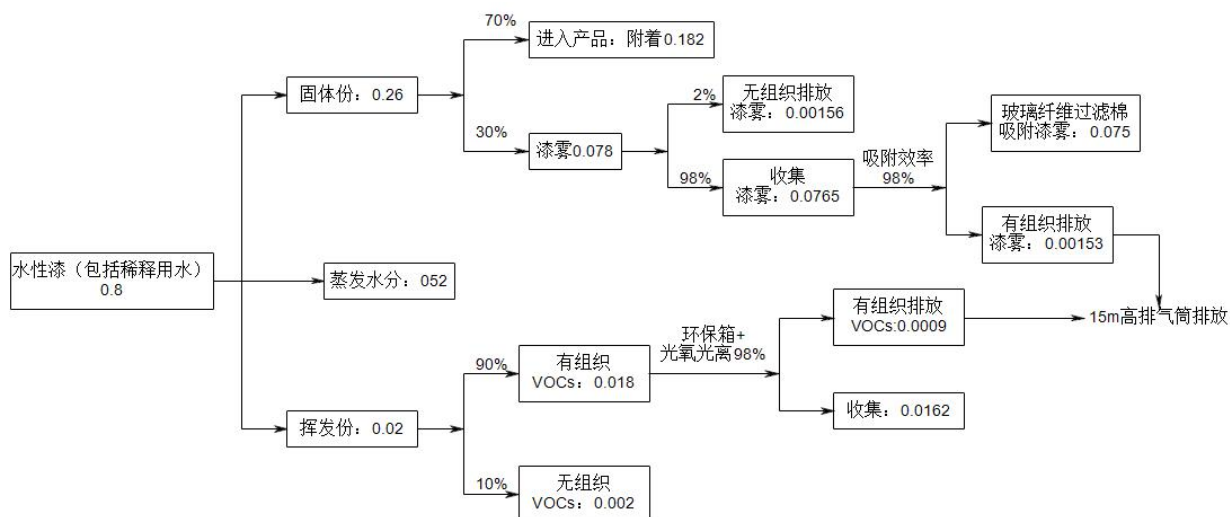 70%
进入产品：附着0.182
固体份：0.26
30%
漆雾0.078
2%
无组织排放
漆雾：0.00156
98%
收集
漆雾：0.0765
吸附效率
98%
玻璃纤维过滤棉
吸附漆雾：0.075
有组织排放
漆雾：0.00153
水性漆（包括稀释用水）
0.8
蒸发水分：052
15m高排气筒排放
有组织排放
VOCs:0.0009
环保箱+
光氧光离98%
90%
有组织
VOCs：0.018
收集：0.0162
挥发份：0.02
10%
无组织
VOCs：0.002